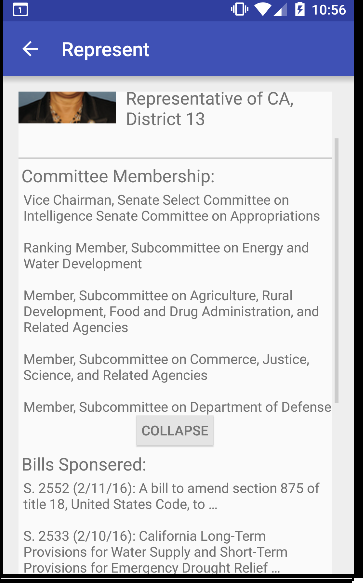 1 10:56
Represent
Representative of CA,
District 13
Committee Membership:
Vice Chairman, Senate Select Committee on
Intelligence Senate Committee on Appropriations
Ranking Member, Subcommittee on Energy and
Water Development
Member, Subcommittee on Agriculture, Rural
Development, Food and Drug Administration, and
Related Agencies
Member, Subcommittee on Commerce, Justice,
Science, and Related Agencies
Member, Subcommittee on Department of Defense
COLLAPSE
Bills Sponsered:
S. 2552 (2/11/16): A bill to amend section 875 of
title 18, United States Code, to ...
S. 2533 (2/10/16): California Long-Term
Provisions for Water Supply and Short-Term
Provisions for Emergency Drought Relief ...